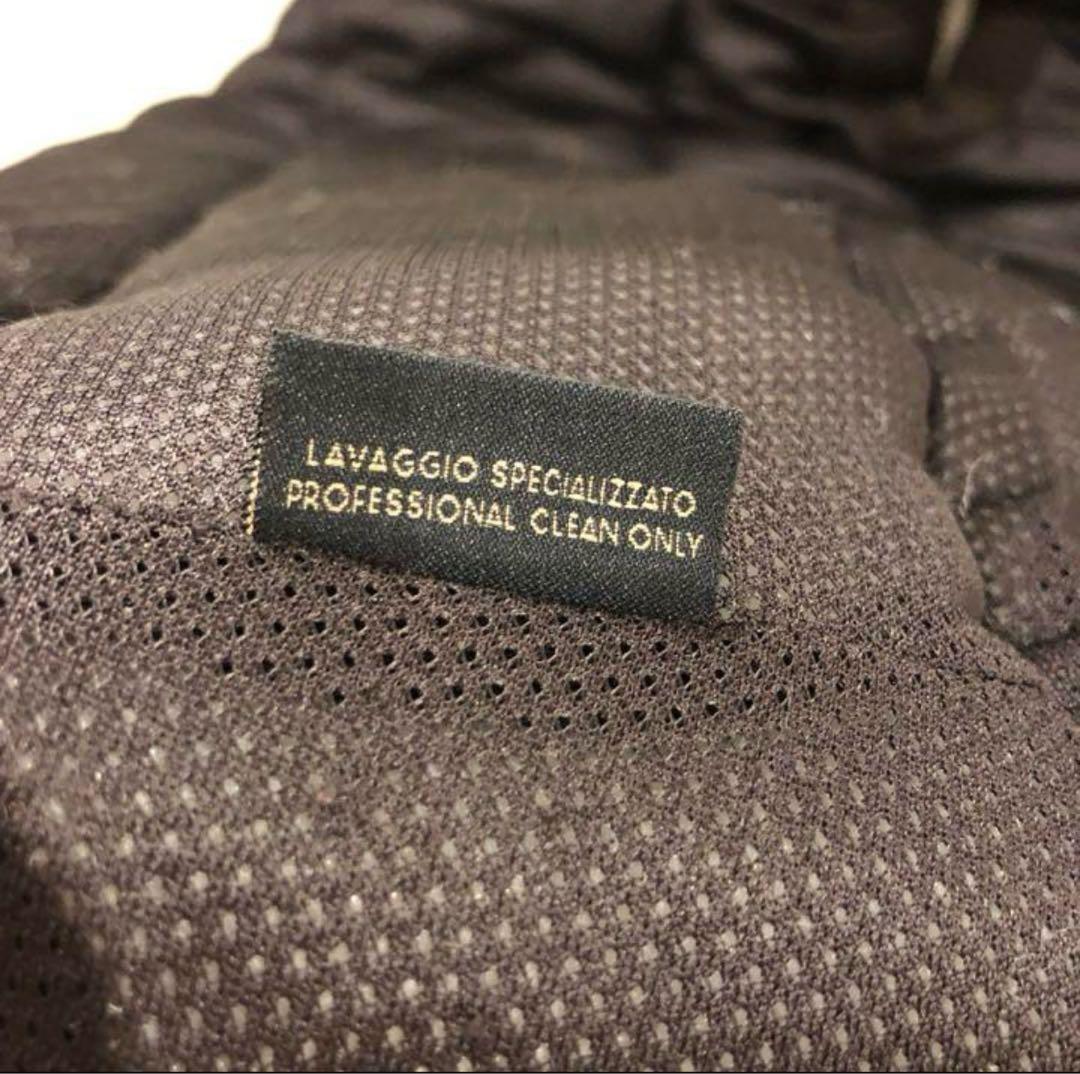 LAVAGGIO SPECIALIZZATO
PROFESSIONAL CLEAN ONLY